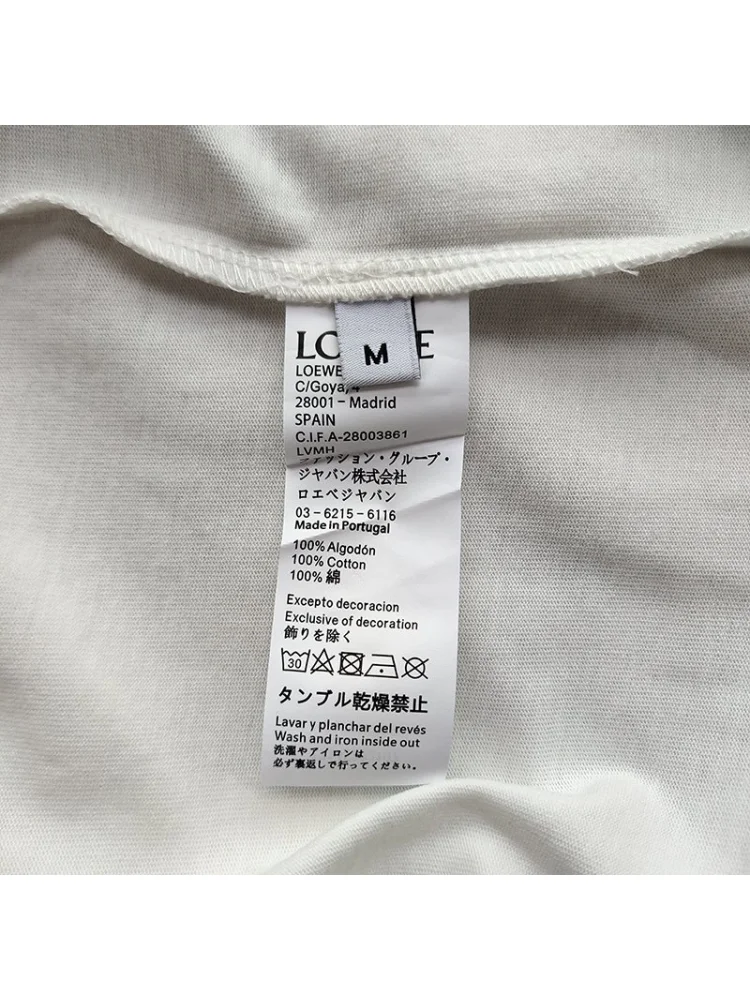 M
LOEWE
C/Goya, 4
28001 - Madrid
SPAIN
C.I.F.A-28003861
LVMH
ファッション・グループ・
ジャパン株式会社
ロエベジャパン
03-6215-6116
Made in Portugal
100% Algodón
100% Cotton
100% 綿
Excepto decoracion
Exclusive of decoration
飾りを除く
30
タンブル乾燥禁止
Lavar y planchar del revés
Wash and iron inside out
洗濯やアイロンは
必ず裏返しで行ってください。